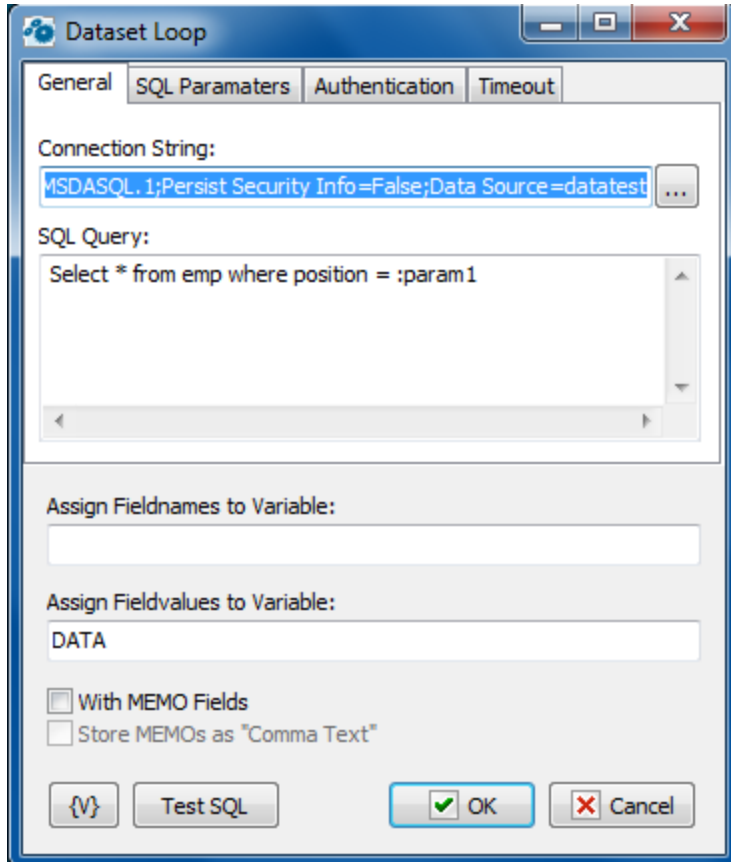 Dataset Loop
General SQL Paramaters Authentication Timeout
Connection String:
MSDASQL.1;Persist Security Info=False;Data Source=datatest ...
SQL Query:
Select * from emp where position = :param1
Assign Fieldnames to Variable:
Assign Fieldvalues to Variable:
DATA
With MEMO Fields
Store MEMOs as "Comma Text"
{V} Test SQL OK Cancel